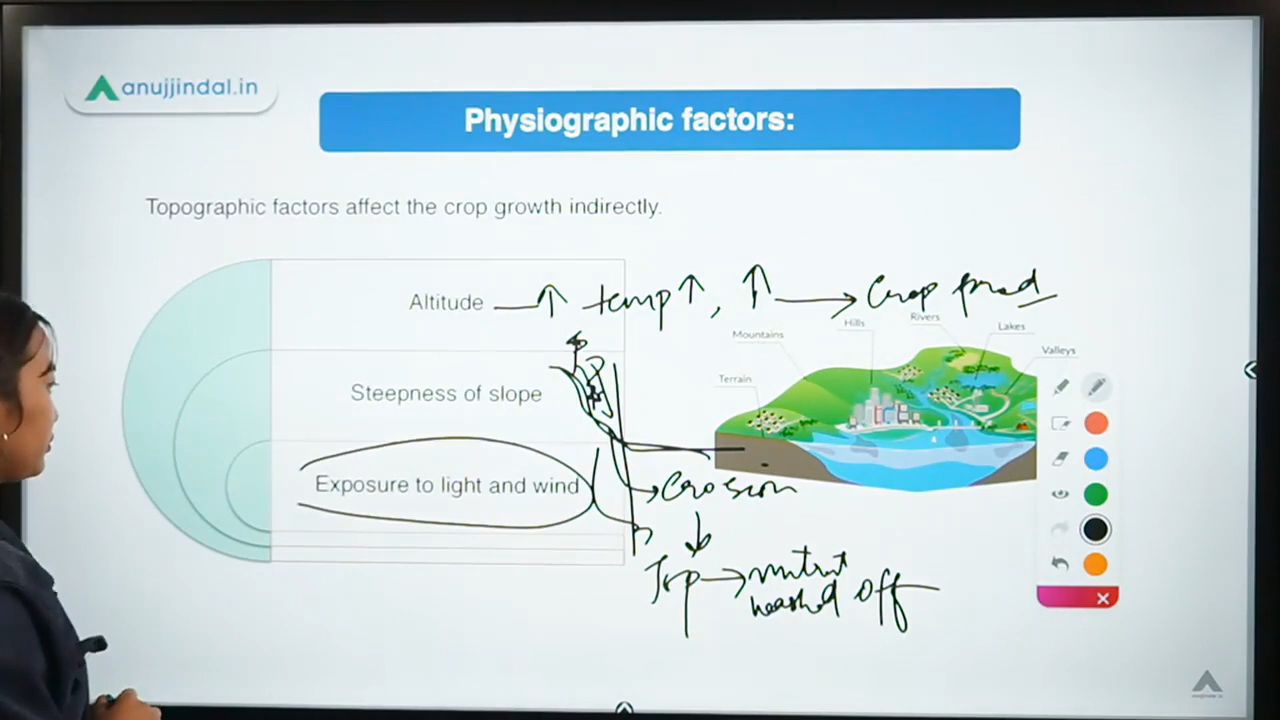 anujjindal.in
Physiographic factors:
Topographic factors affect the crop growth indirectly.
Altitude → ↑ temp ↑, ↑ → Crop prod
Mountains
Hills
Rivers
Lakes
Valleys
Terrain
Steepness of slope
Exposure to light and wind
→ Erosion
↓
Top →
washed off